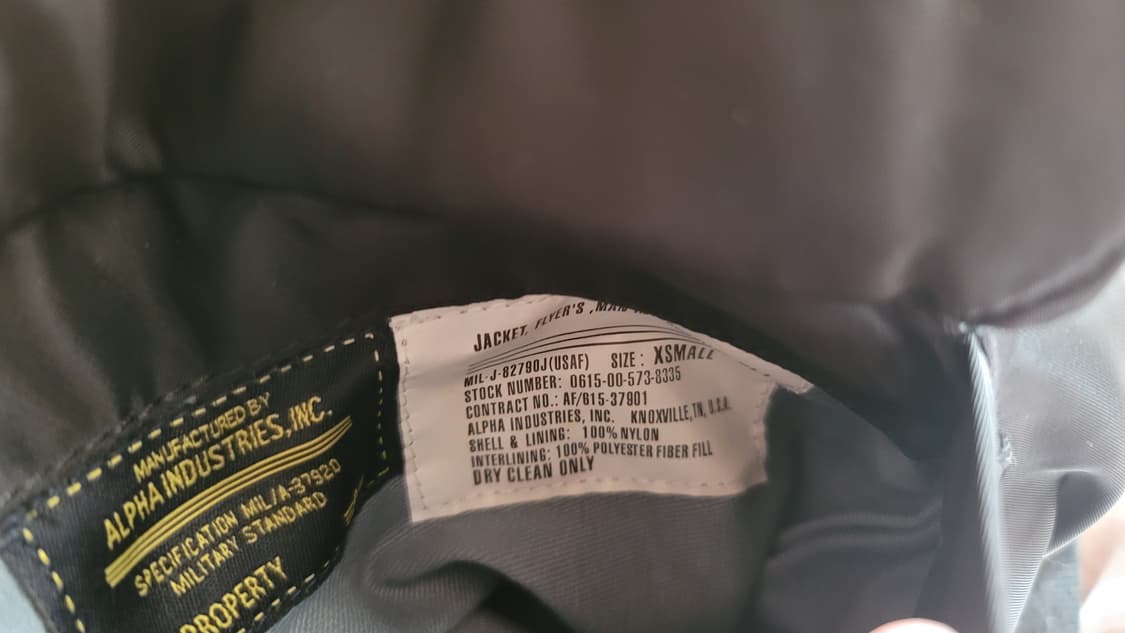 MANUFACTURED BY
ALPHA INDUSTRIES, INC.
SPECIFICATION MIL/A-37920
MILITARY STANDARD
PROPERTY
JACKET, FLYER'S ,MAN
MIL-J-82790J(USAF) SIZE: XSMALL
STOCK NUMBER: 0615-00-573-8335
CONTRACT NO.: AF/615-37901
ALPHA INDUSTRIES, INC. KNOXVILLE,TN, U.S.A.
SHELL & LINING: 100% NYLON
INTERLINING: 100% POLYESTER FIBER FILL
DRY CLEAN ONLY